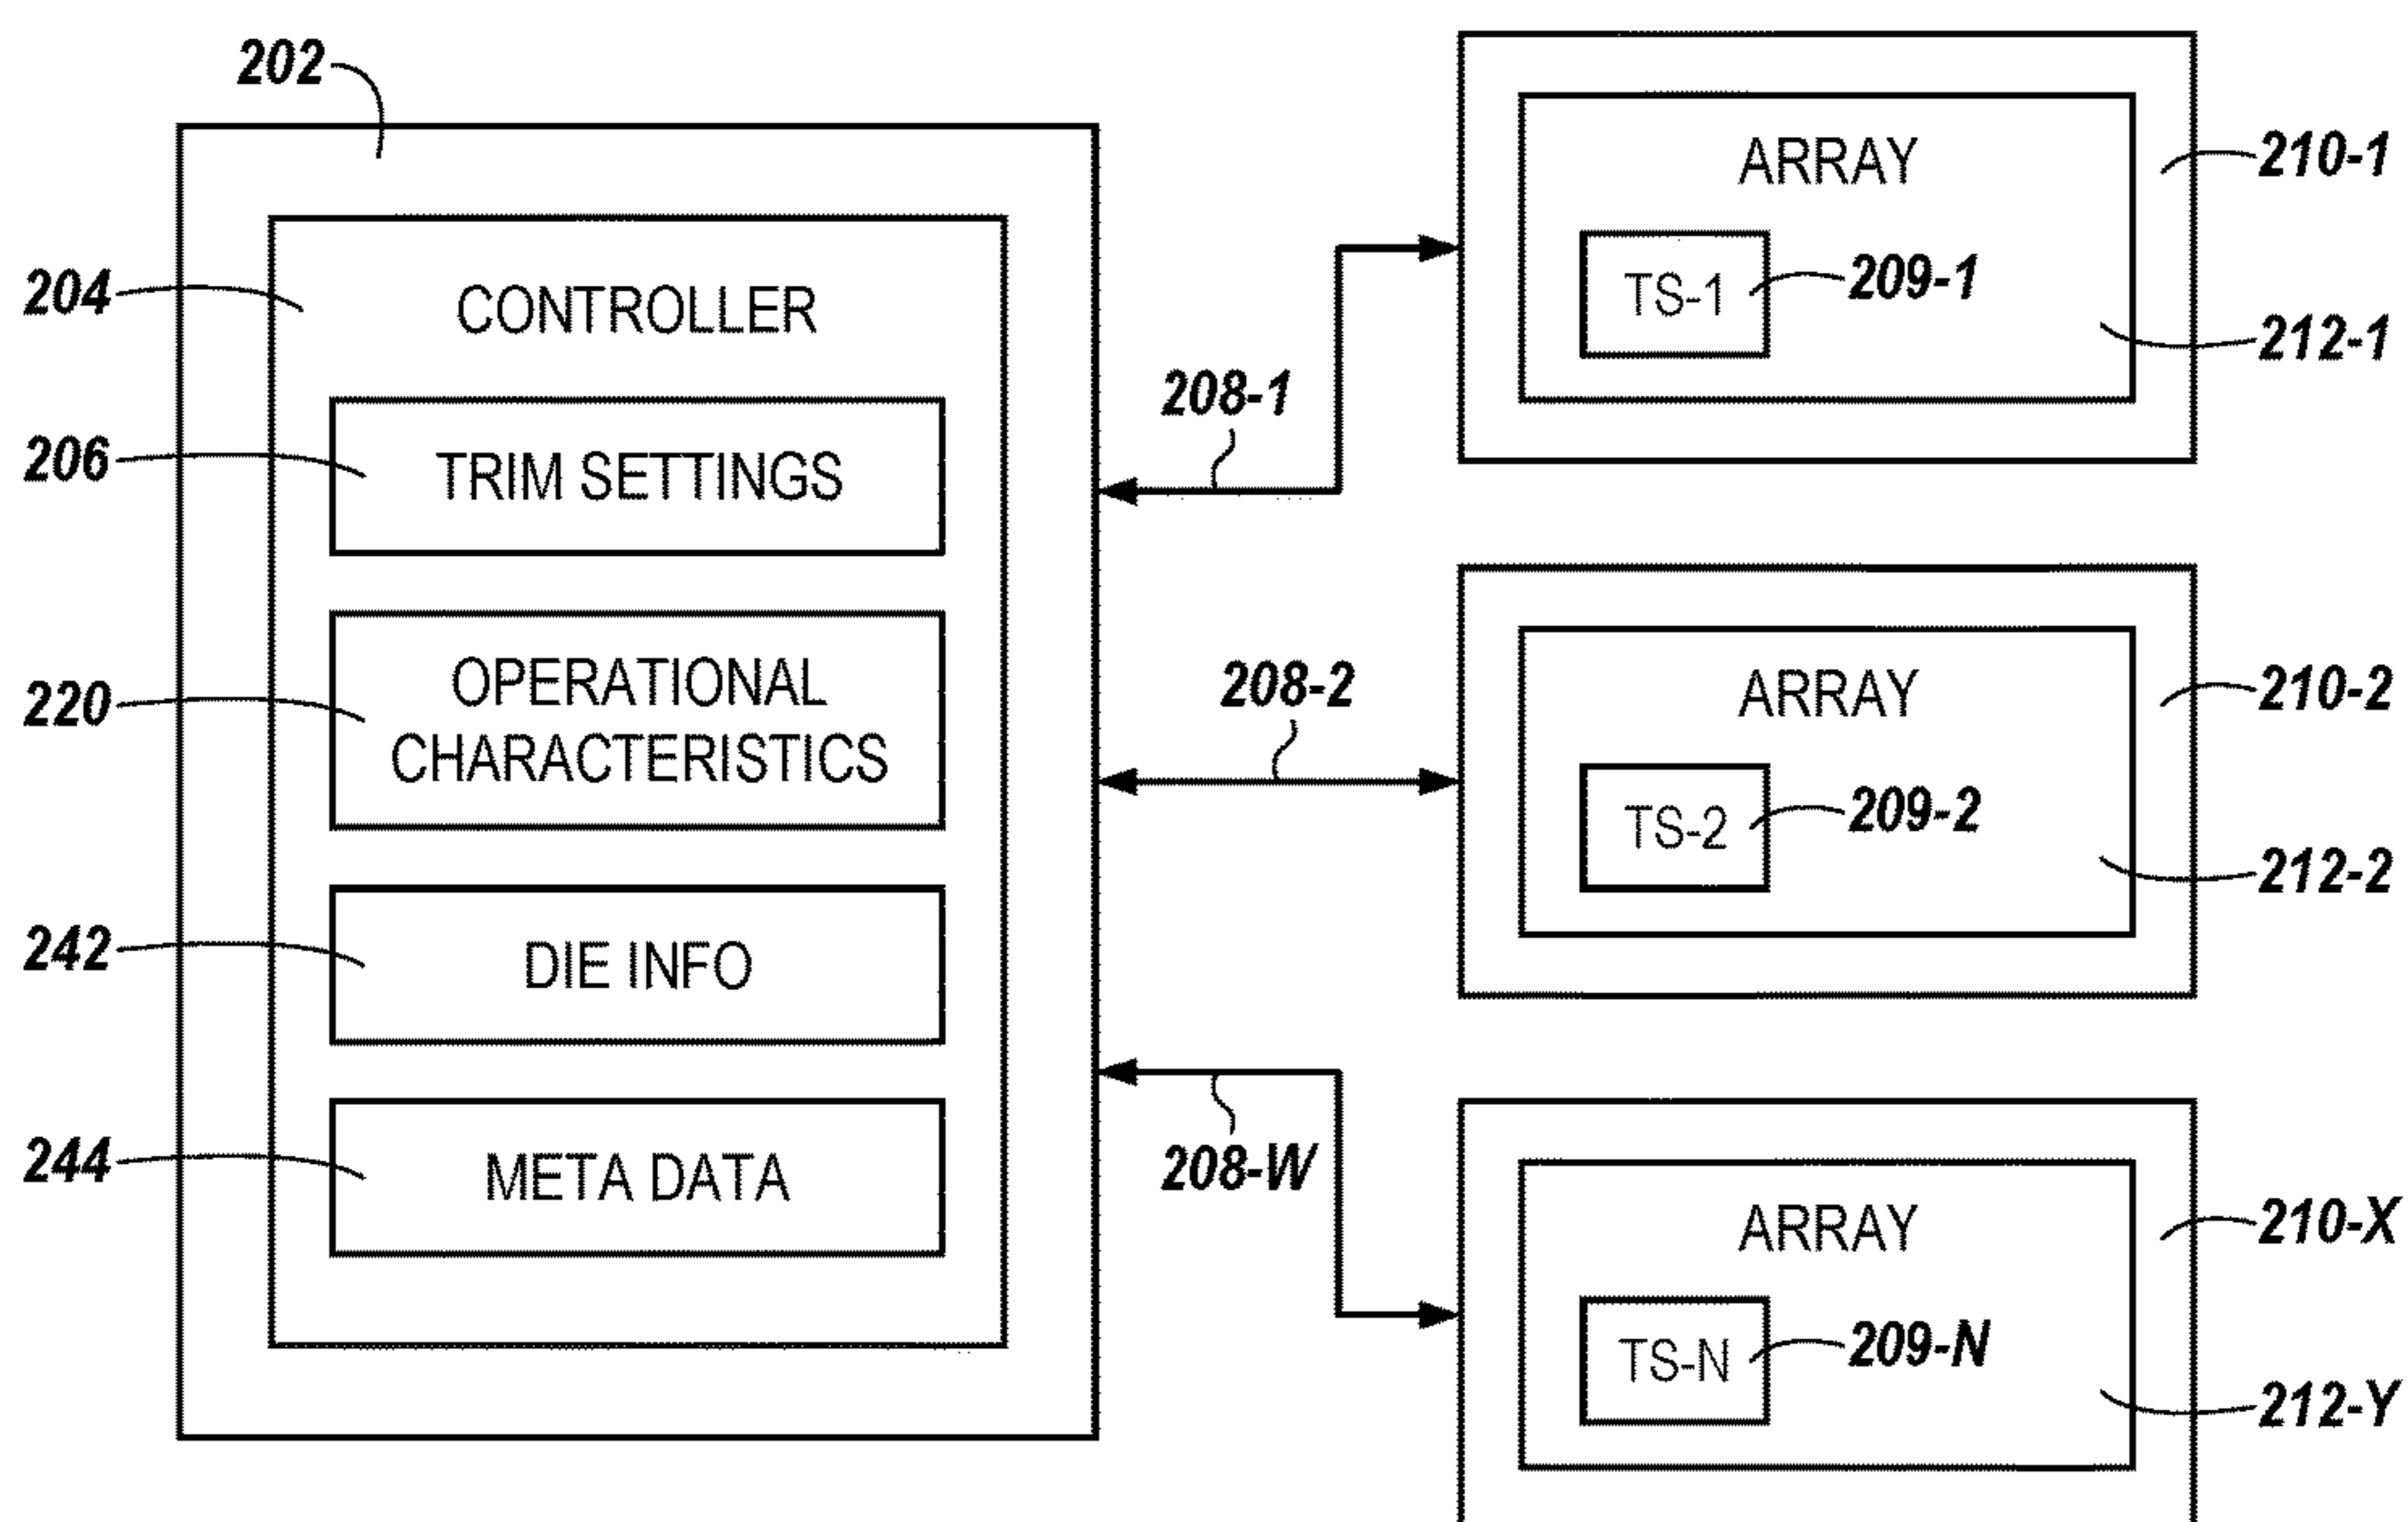 202
204
CONTROLLER
206
TRIM SETTINGS
220
OPERATIONAL
CHARACTERISTICS
242
DIE INFO
244
META DATA
208-1
208-2
208-W
ARRAY
210-1
TS-1
209-1
212-1
ARRAY
210-2
TS-2
209-2
212-2
ARRAY
210-X
TS-N
209-N
212-Y